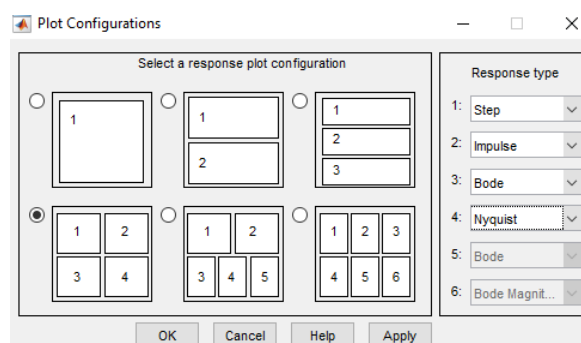 Plot Configurations
Select a response plot configuration
1
1
2
1
2
3
1 2
3 4
1 2
3 4 5
1 2 3
4 5 6
Response type
1: Step
2: Impulse
3: Bode
4: Nyquist
5: Bode
6: Bode Magnit...
OK Cancel Help Apply